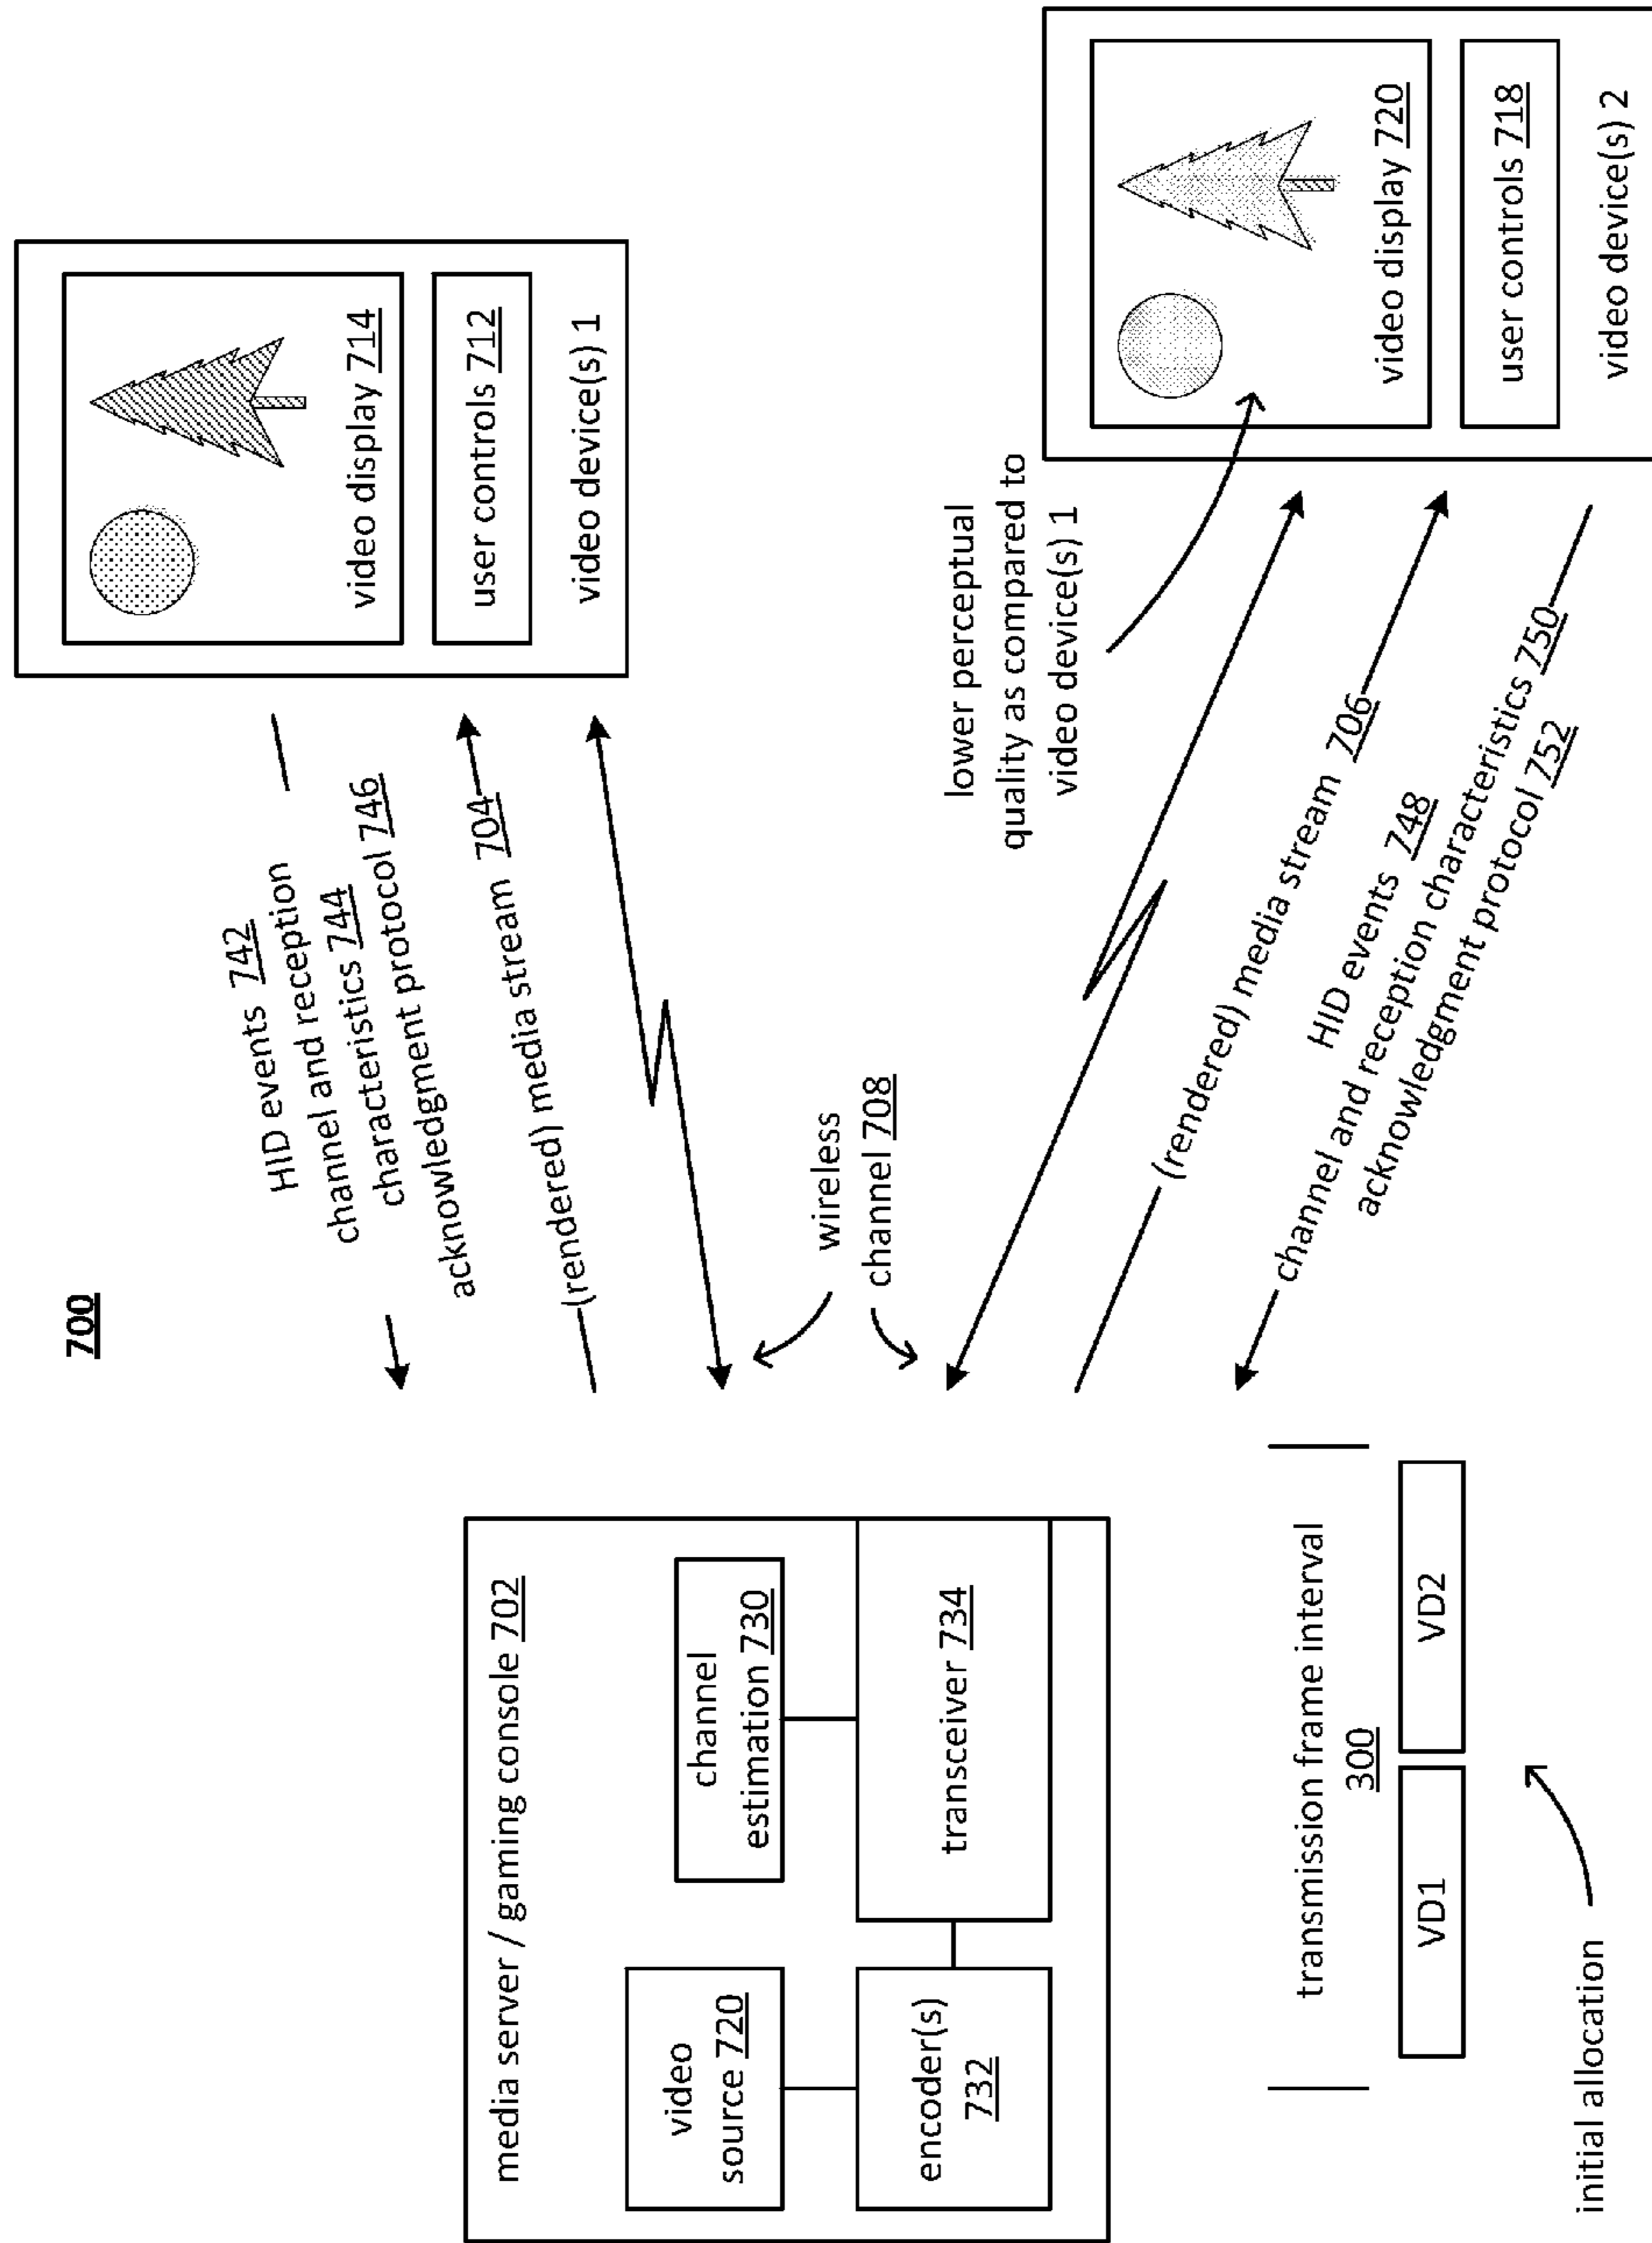 700
media server / gaming console 702
video
source 720
channel
estimation 730
encoder(s)
732
transceiver 734
transmission frame interval
300
VD1
VD2
initial allocation
HID events 742
channel and reception
characteristics 744
characteristic protocol 746
acknowledgment
(rendered) media stream 704
wireless
channel 708
(rendered) media stream 706
HID events 748
channel and reception characteristics 750
acknowledgment protocol 752
video display 714
user controls 712
video device(s) 1
lower perceptual
quality as compared to
video device(s) 1
video display 720
user controls 718
video device(s) 2